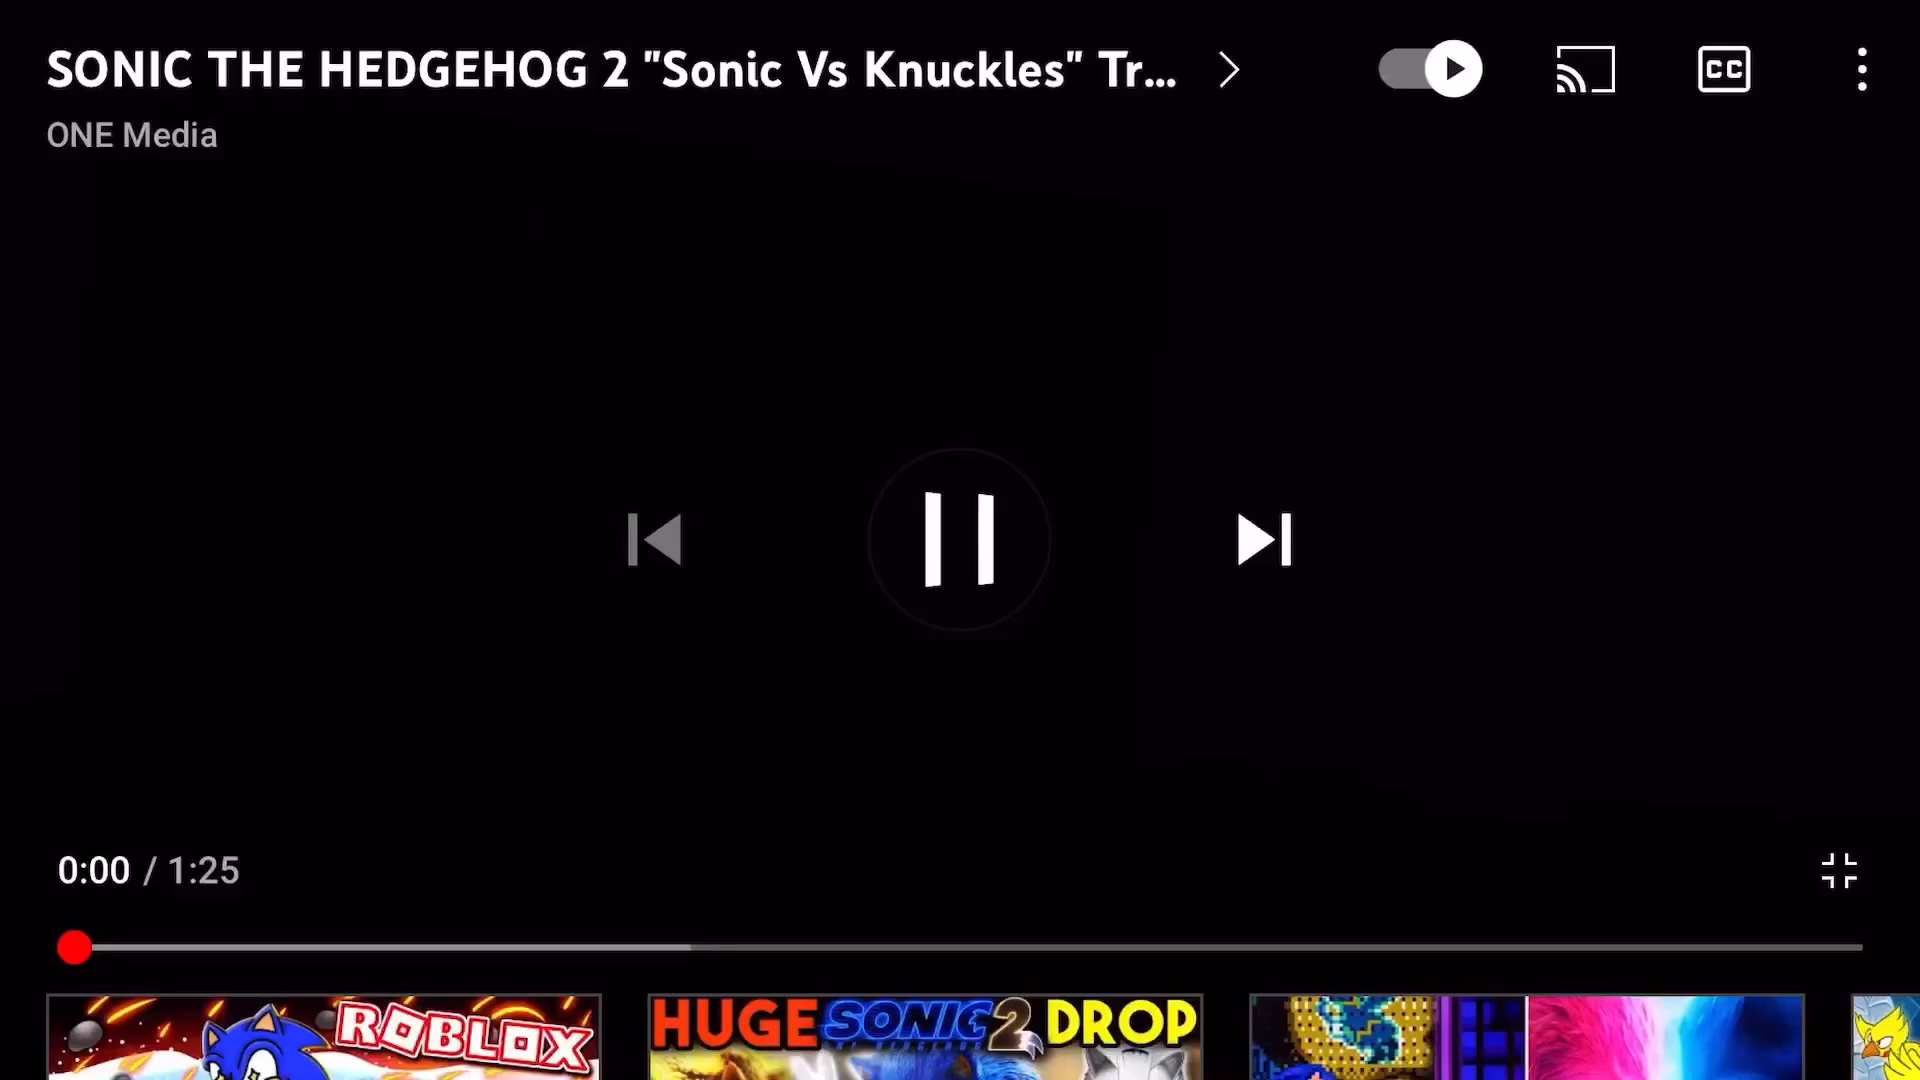 SONIC THE HEDGEHOG 2 "Sonic Vs Knuckles" Tr...
CC
ONE Media
0:00 / 1:25
ROBLOX
HUGE SONIC 2 DROP